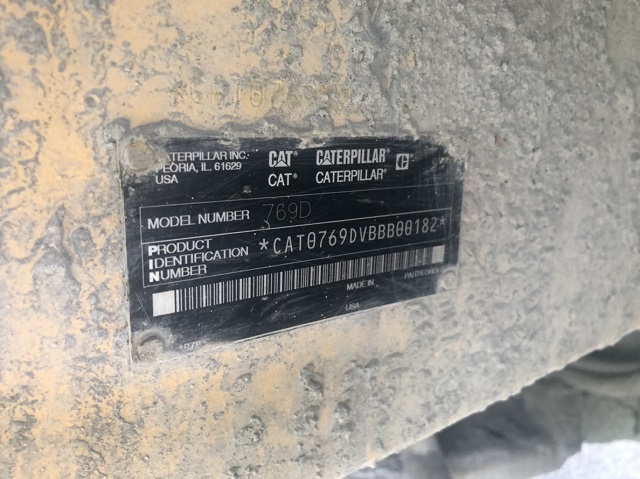 CATERPILLAR INC.
PEORIA, IL 61629
USA
CAT CATERPILLAR C
CAT® CATERPILLAR®
MODEL NUMBER 769D
PRODUCT
IDENTIFICATION
NUMBER
*CAT0769DVBBB00182*
MADE IN
USA